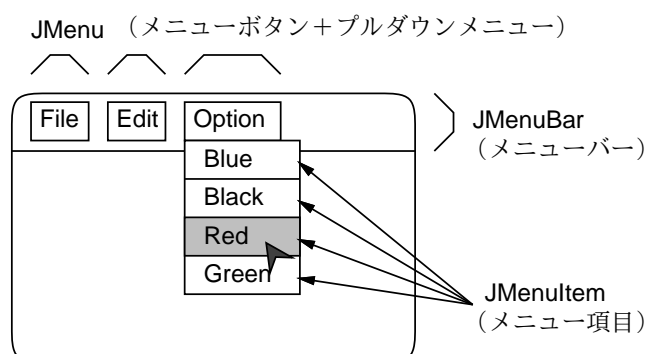 JMenu （メニューボタン＋プルダウンメニュー）
File Edit Option
JMenuBar
（メニューバー）
Blue
Black
Red
Green
JMenuItem
（メニュー項目）